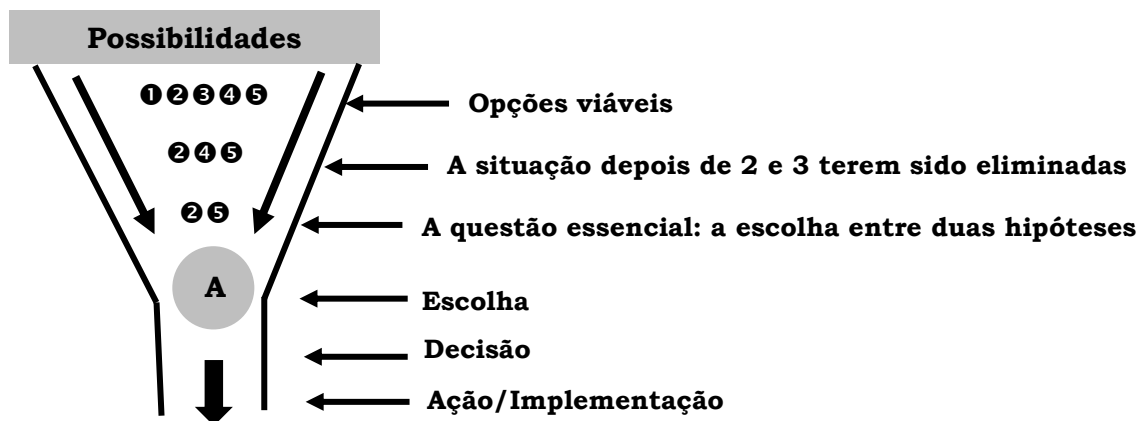 Possibilidades
❶❷❸❹❺
Opções viáveis
❷❹❺
A situação depois de 2 e 3 terem sido eliminadas
❷❺
A questão essencial: a escolha entre duas hipóteses
A
Escolha
Decisão
Ação/Implementação